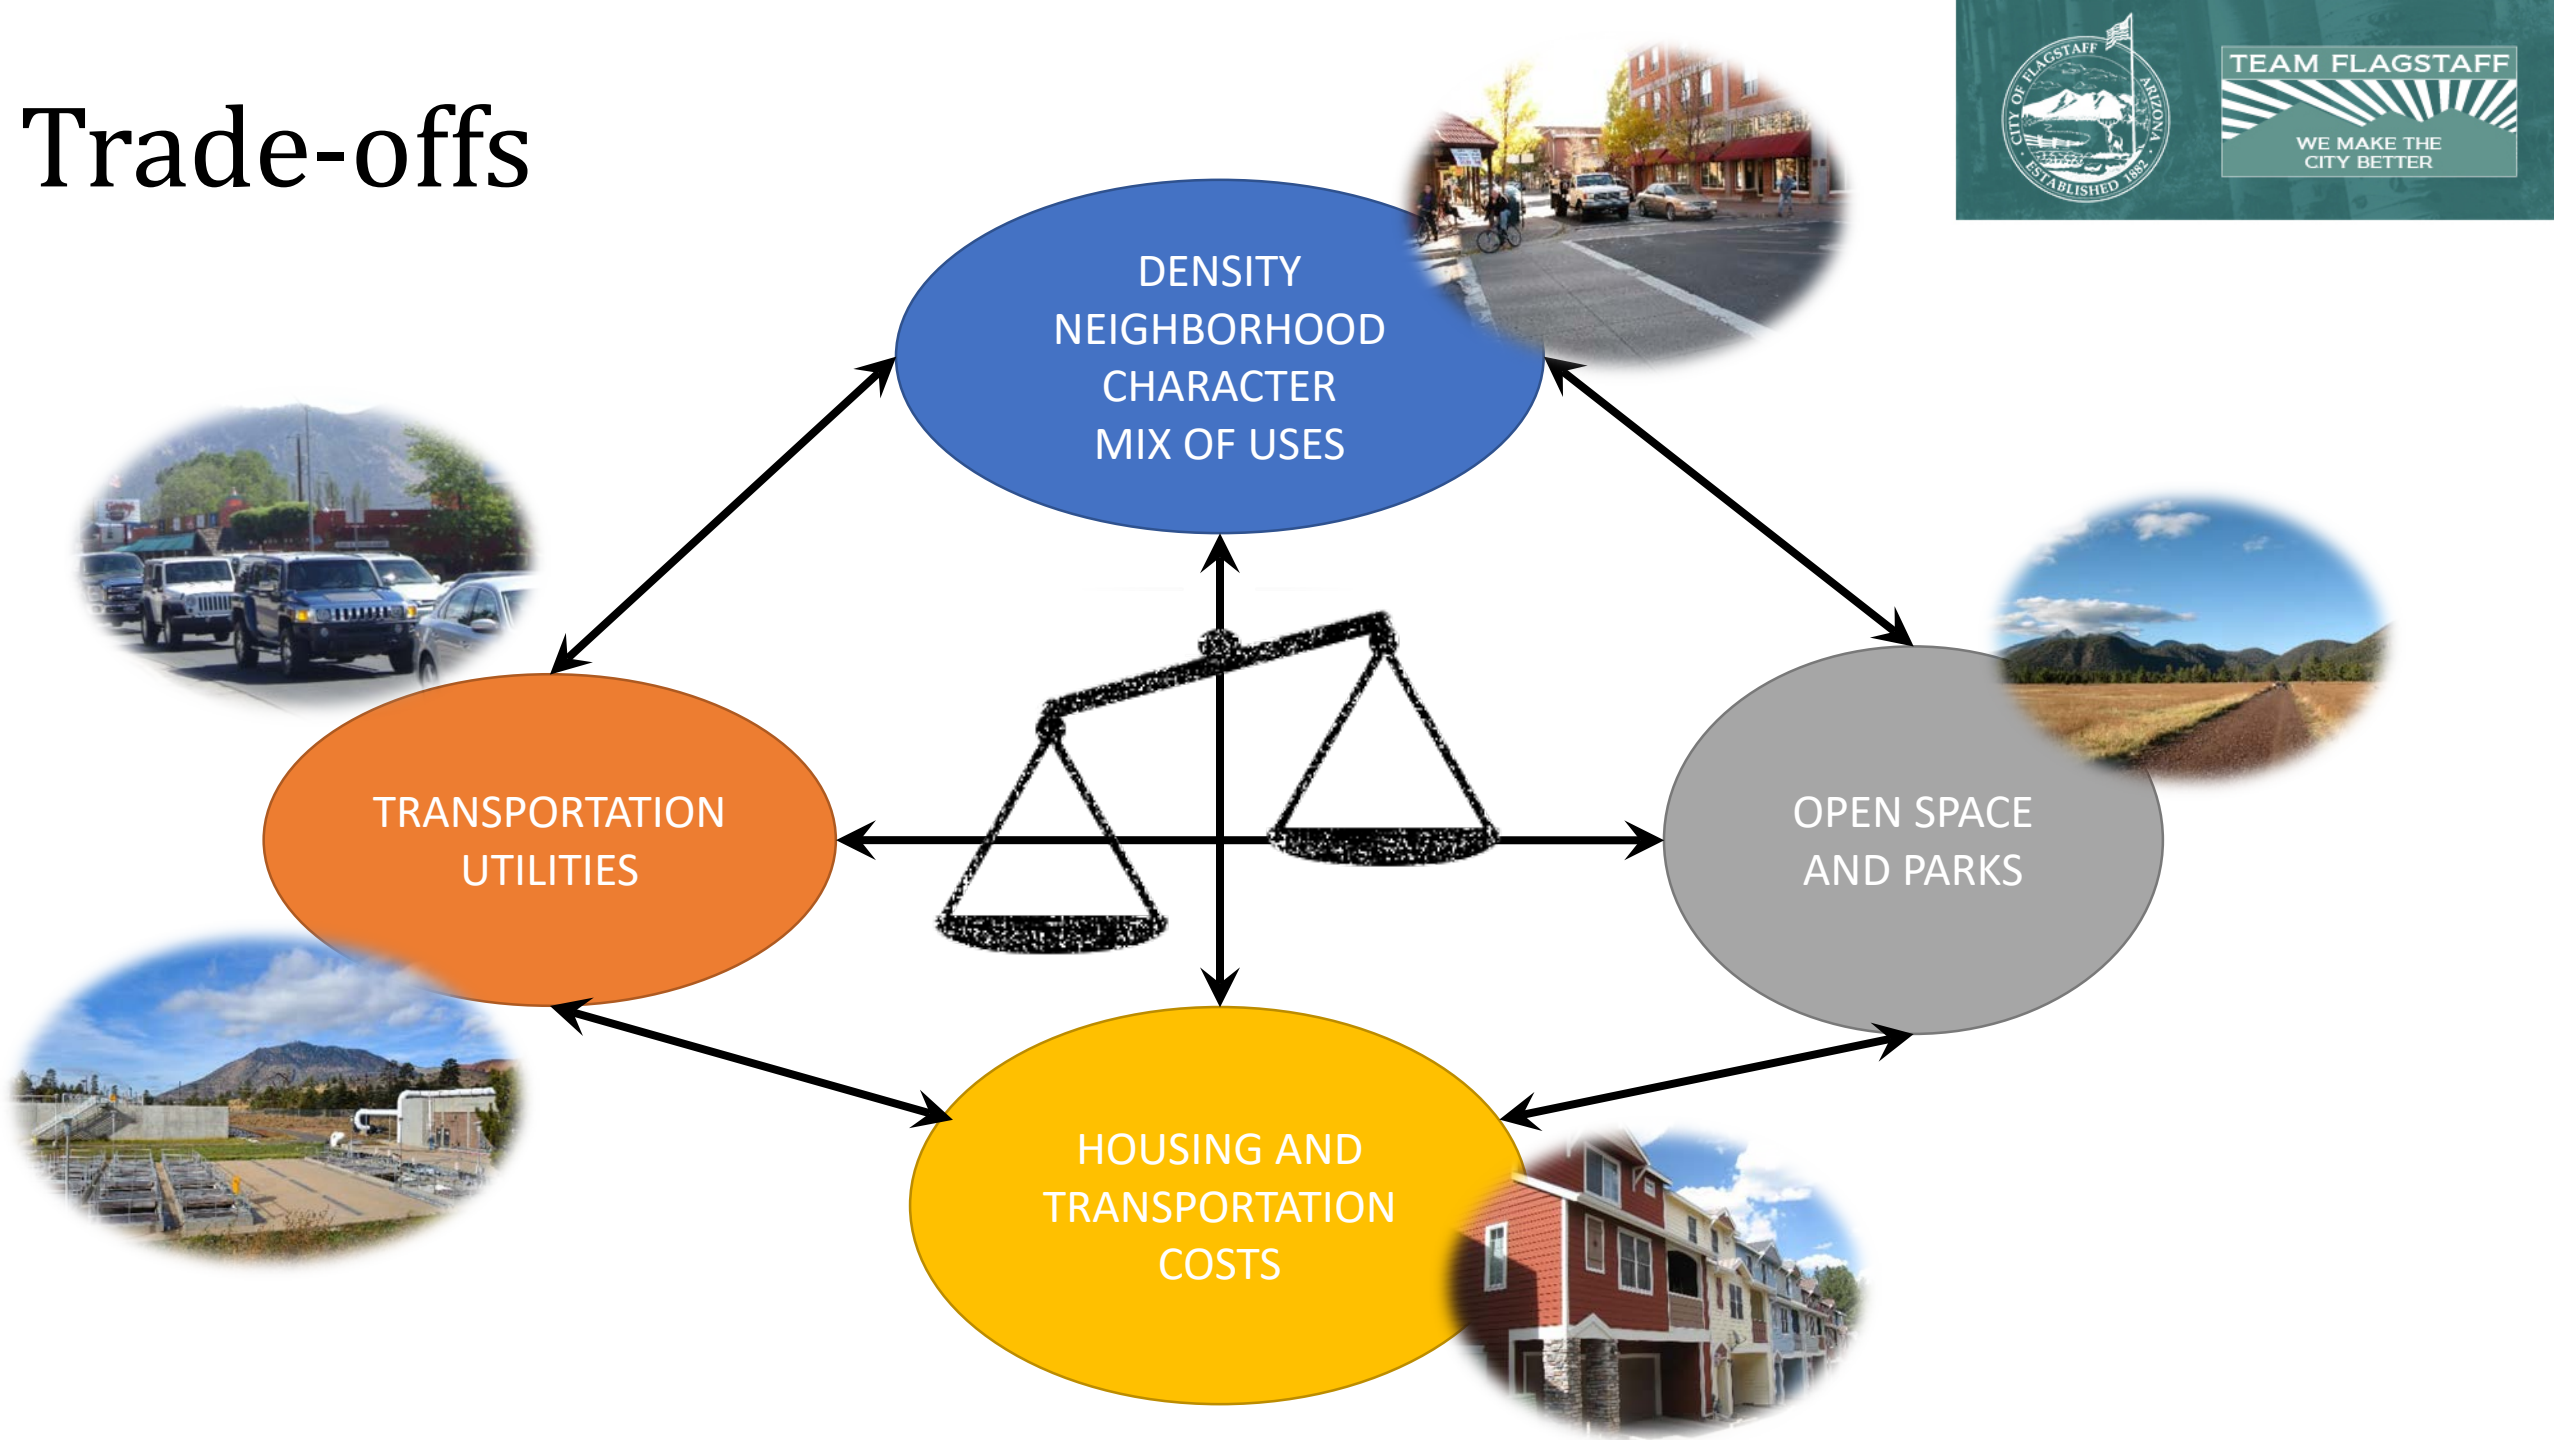 Trade-offs
CITY OF FLAGSTAFF ARIZONA
ESTABLISHED 1882
TEAM FLAGSTAFF
WE MAKE THE
CITY BETTER
DENSITY
NEIGHBORHOOD
CHARACTER
MIX OF USES
TRANSPORTATION
UTILITIES
OPEN SPACE
AND PARKS
HOUSING AND
TRANSPORTATION
COSTS